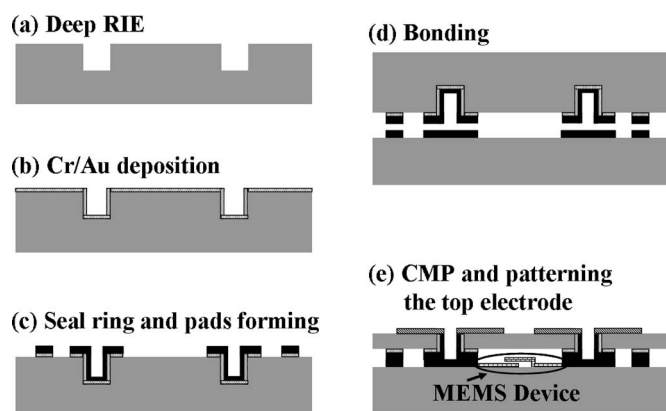 (a) Deep RIE
(b) Cr/Au deposition
(c) Seal ring and pads forming
(d) Bonding
(e) CMP and patterning
the top electrode
MEMS Device